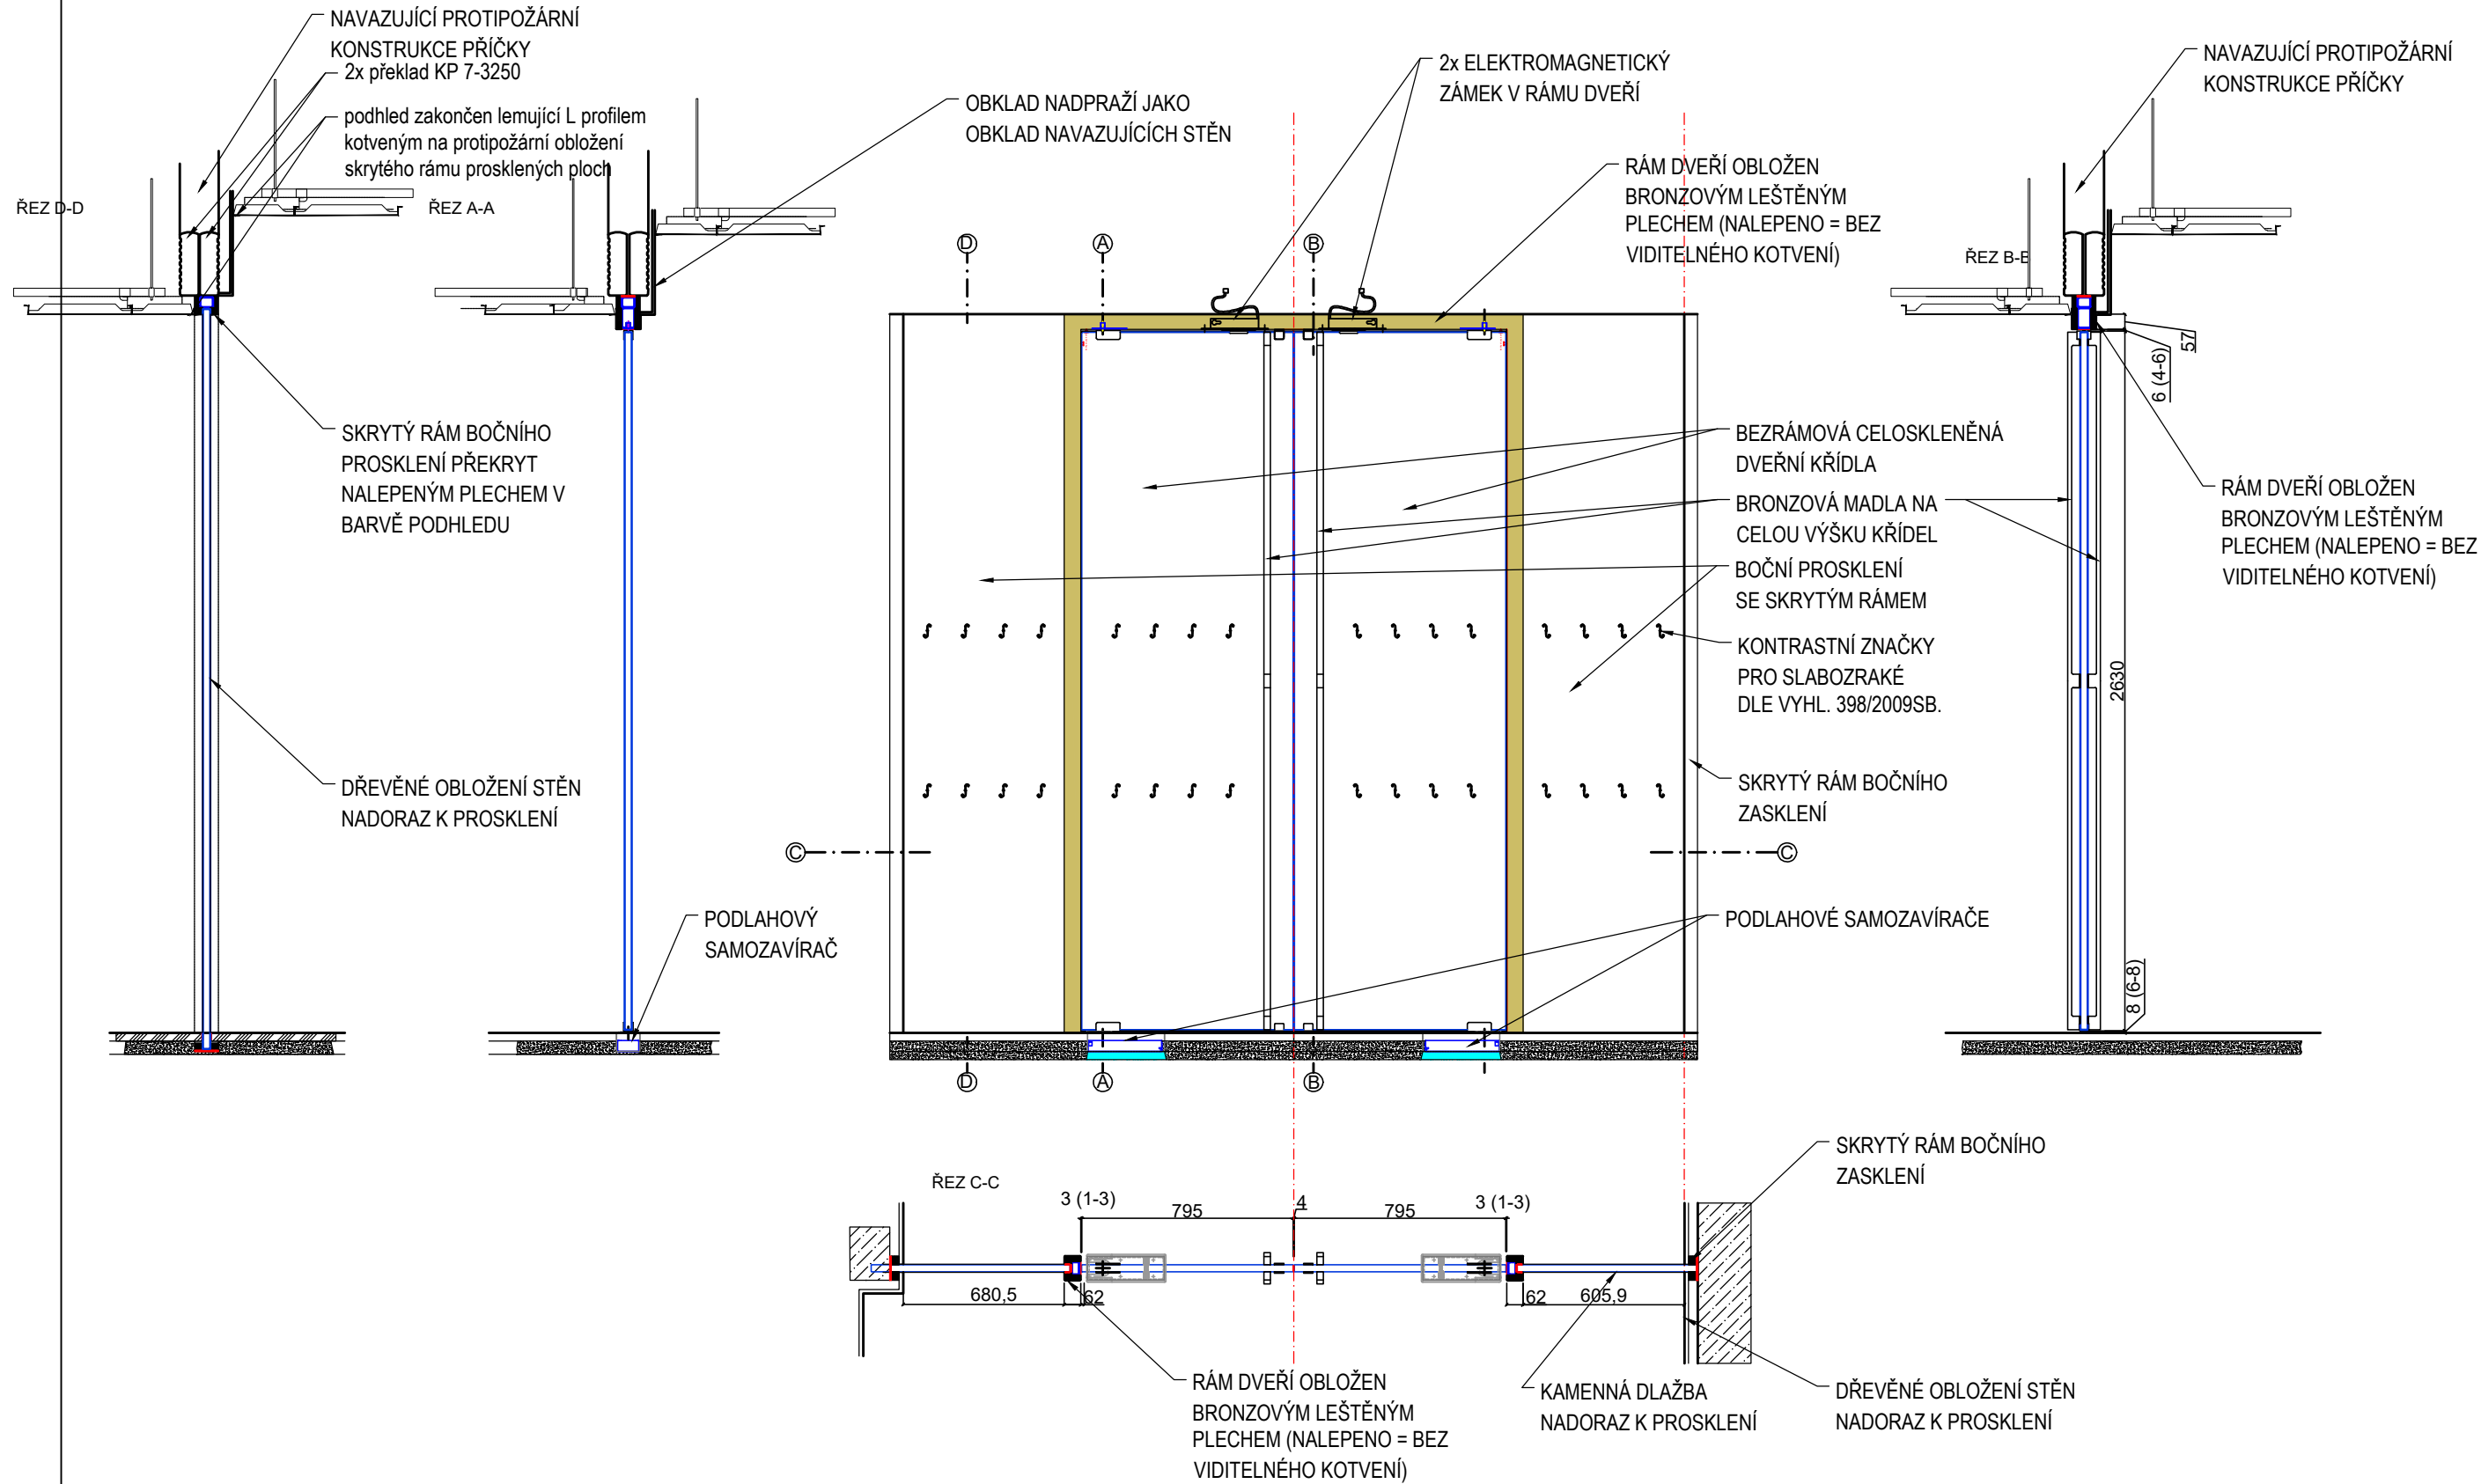 NAVAZUJÍCÍ PROTIPOŽÁRNÍ
KONSTRUKCE PŘÍČKY
2x překlad KP 7-3250
podhled zakončen lemující L profilem
kotveným na protipožární obložení
skrytého rámu prosklených ploch
ŘEZ D-D
ŘEZ A-A
OBKLAD NADPRAŽÍ JAKO
OBKLAD NAVAZUJÍCÍCH STĚN
2x ELEKTROMAGNETICKÝ
ZÁMEK V RÁMU DVEŘÍ
RÁM DVEŘÍ OBLOŽEN
BRONZOVÝM LEŠTĚNÝM
PLECHEM (NALEPENO = BEZ
VIDITELNÉHO KOTVENÍ)
NAVAZUJÍCÍ PROTIPOŽÁRNÍ
KONSTRUKCE PŘÍČKY
ŘEZ B-B
D
A
B
57
6 (4-6)
SKRYTÝ RÁM BOČNÍHO
PROSKLENÍ PŘEKRYT
NALEPENÝM PLECHEM V
BARVĚ PODHLEDU
BEZRÁMOVÁ CELOSKLENĚNÁ
DVEŘNÍ KŘÍDLA
BRONZOVÁ MADLA NA
CELOU VÝŠKU KŘÍDEL
BOČNÍ PROSKLENÍ
SE SKRYTÝM RÁMEM
KONTRASTNÍ ZNAČKY
PRO SLABOZRAKÉ
DLE VYHL. 398/2009SB.
RÁM DVEŘÍ OBLOŽEN
BRONZOVÝM LEŠTĚNÝM
PLECHEM (NALEPENO = BEZ
VIDITELNÉHO KOTVENÍ)
2630
DŘEVĚNÉ OBLOŽENÍ STĚN
NADORAZ K PROSKLENÍ
SKRYTÝ RÁM BOČNÍHO
ZASKLENÍ
C
C
PODLAHOVÝ
SAMOZAVÍRAČ
PODLAHOVÉ SAMOZAVÍRAČE
8 (6-8)
D
A
B
ŘEZ C-C
3 (1-3)
795
4
795
3 (1-3)
SKRYTÝ RÁM BOČNÍHO
ZASKLENÍ
680,5
62
62
605,9
RÁM DVEŘÍ OBLOŽEN
BRONZOVÝM LEŠTĚNÝM
PLECHEM (NALEPENO = BEZ
VIDITELNÉHO KOTVENÍ)
KAMENNÁ DLAŽBA
NADORAZ K PROSKLENÍ
DŘEVĚNÉ OBLOŽENÍ STĚN
NADORAZ K PROSKLENÍ